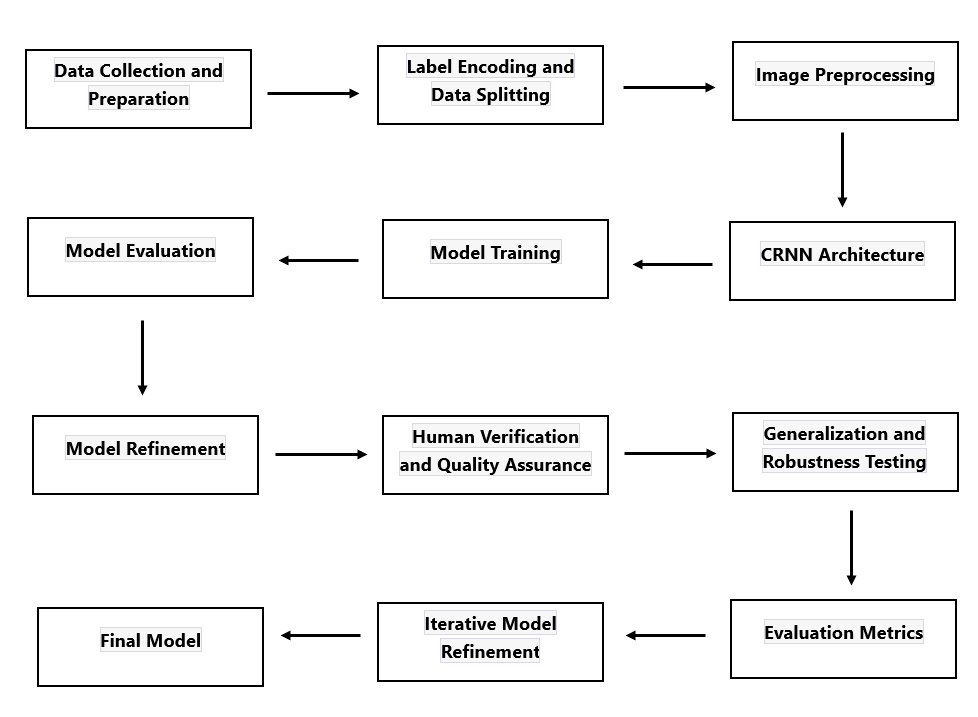 Data Collection and
Preparation
Label Encoding and
Data Splitting
Image Preprocessing
CRNN Architecture
Model Training
Model Evaluation
Model Refinement
Human Verification
and Quality Assurance
Generalization and
Robustness Testing
Evaluation Metrics
Iterative Model
Refinement
Final Model